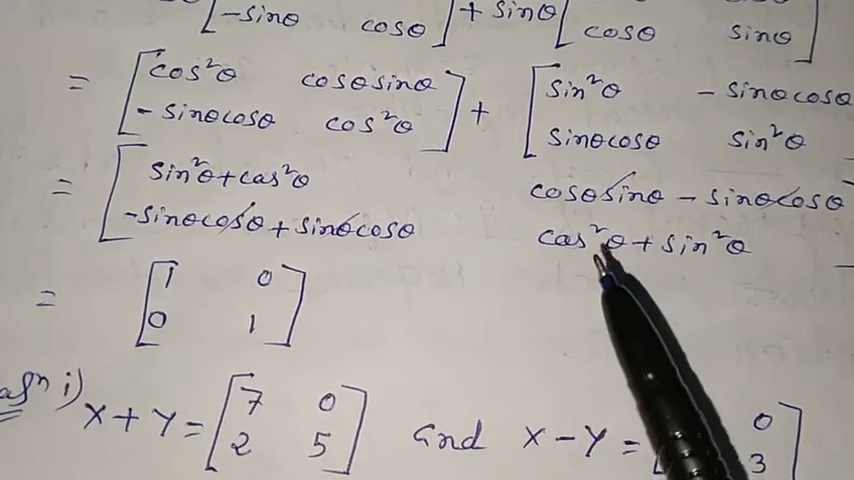 -sinθ cosθ + sinθ cosθ sinθ
= [cos²θ cosθsinθ + [sin²θ - sinθcosθ
- sinθcosθ cos²θ] sinθcosθ sin²θ
= [sin²θ + cos²θ cosθsinθ - sinθcosθ
-sinθcosθ + sinθcosθ cos²θ + sin²θ
= [1 0
0 1]
i) X + Y = [7 0 and X - Y = [ 0
2 5] 3]